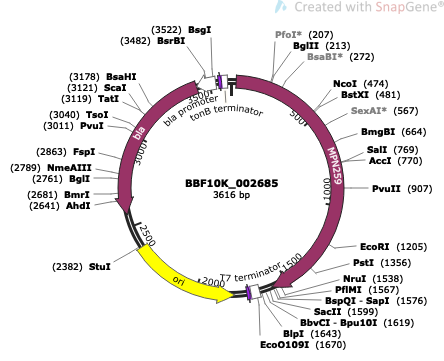 Created with SnapGene®
(3522) BsgI
(3482) BsrBI
PfoI* (207)
BglII (213)
BsaBI* (272)
(3178) BsaHI
(3121) ScaI
(3119) TatI
(3040) TsoI
(3011) PvuI
(2863) FspI
(2789) NmeAIII
(2761) BglI
(2681) BmrI
(2641) AhdI
(2382) StuI
NcoI (474)
BstXI (481)
SexAI* (567)
BmgBI (664)
SalI (769)
AccI (770)
PvuII (907)
EcoRI (1205)
PstI (1356)
NruI (1538)
PflMI (1567)
BspQI - SapI (1576)
SacII (1599)
BbvCI - Bpu10I (1619)
BlpI (1643)
EcoO109I (1670)
bla promoter
tonB terminator
bla
MPN259
T7 terminator
ori
500
1000
1500
2000
2500
3000
3500
BBF10K_002685
3616 bp